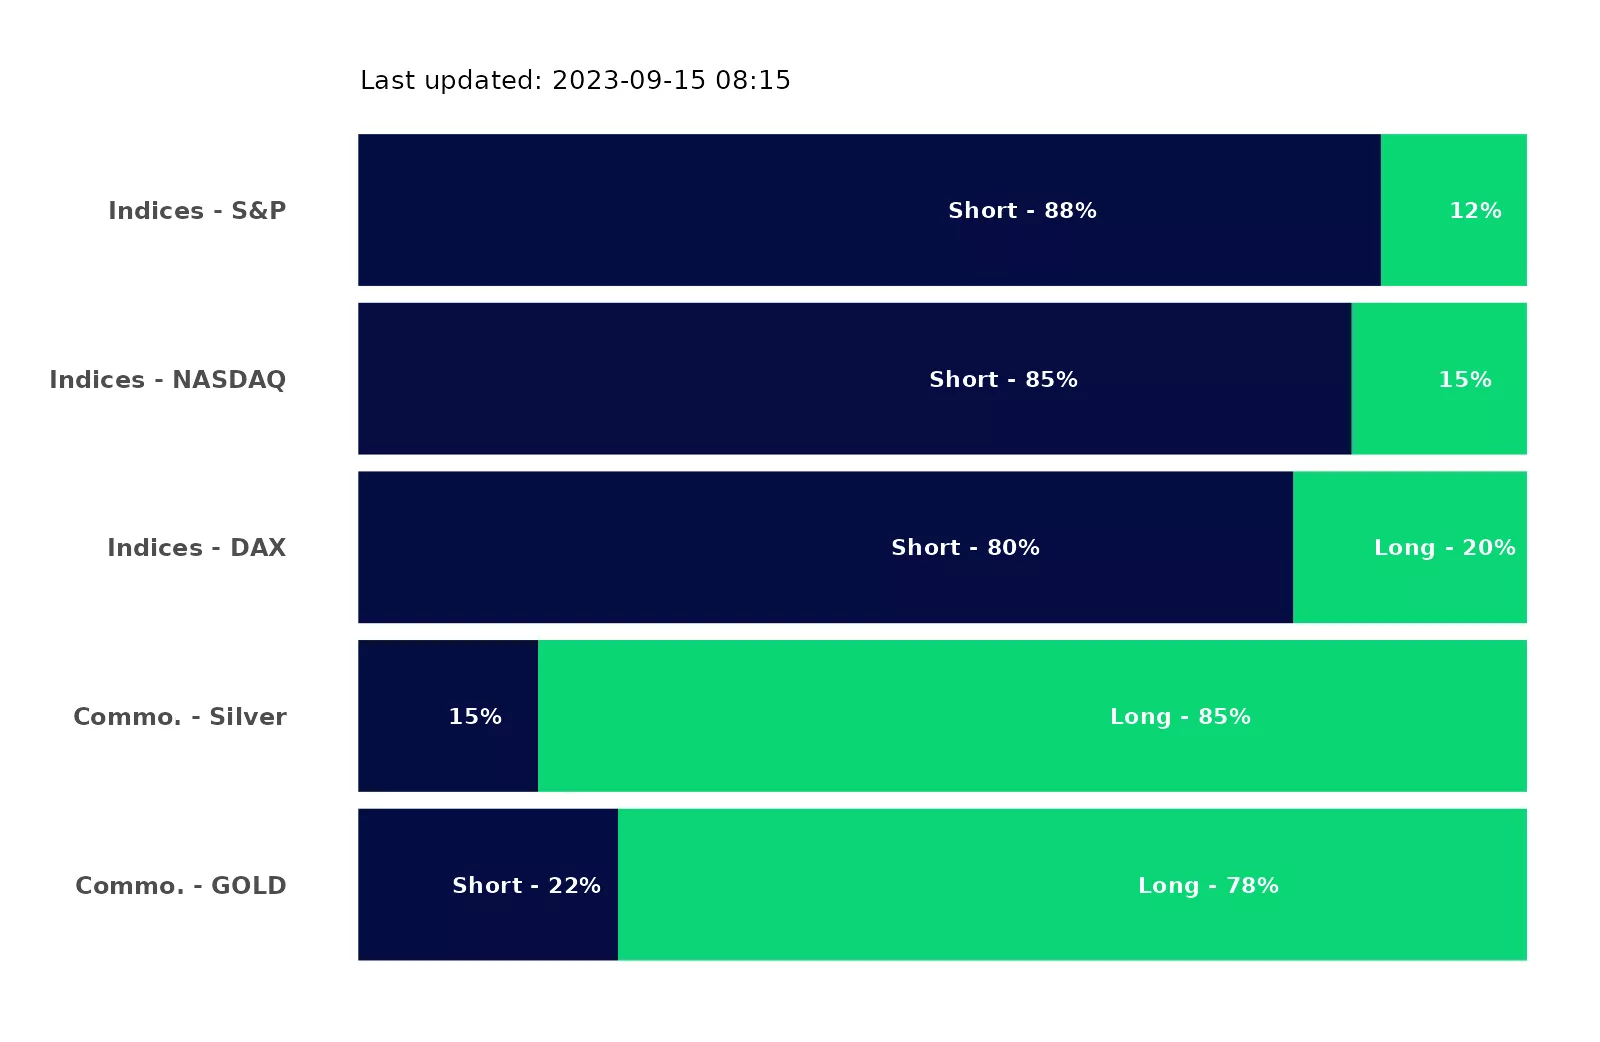 Last updated: 2023-09-15 08:15
Indices - S&P Short - 88% 12%
Indices - NASDAQ Short - 85% 15%
Indices - DAX Short - 80% Long - 20%
Commo. - Silver 15% Long - 85%
Commo. - GOLD Short - 22% Long - 78%